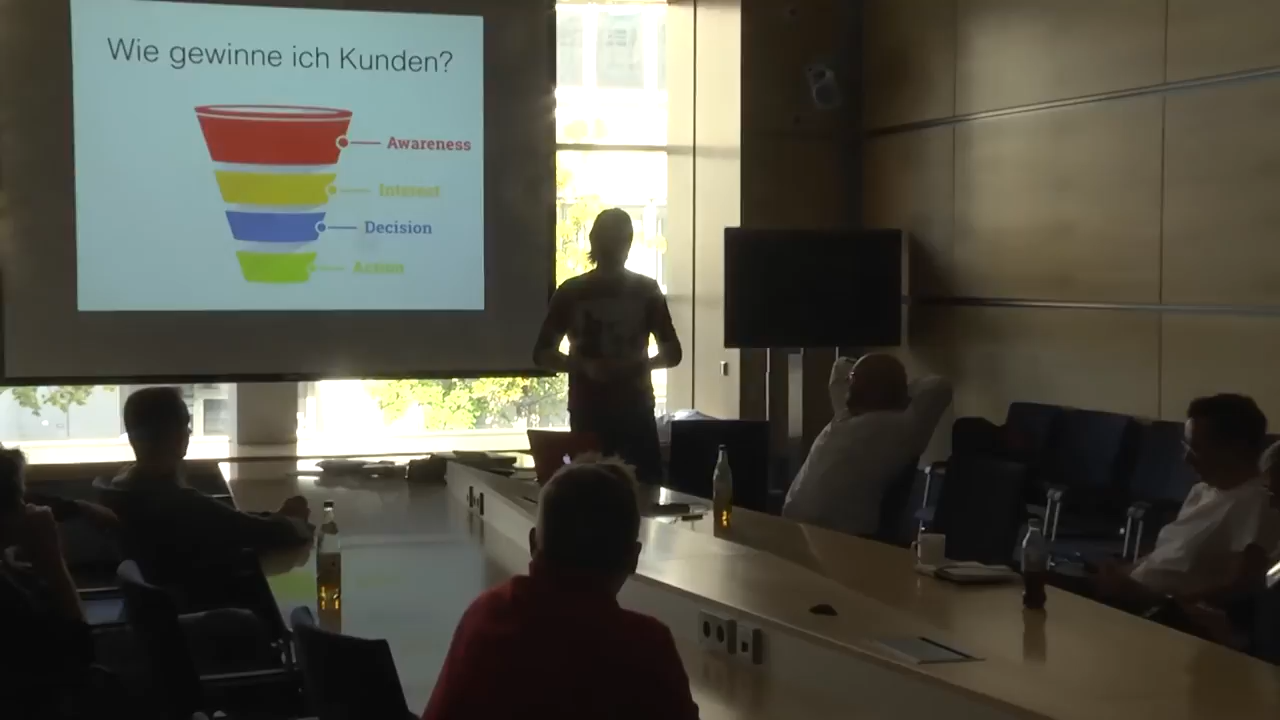 Wie gewinne ich Kunden?
Awareness
Interest
Decision
Action